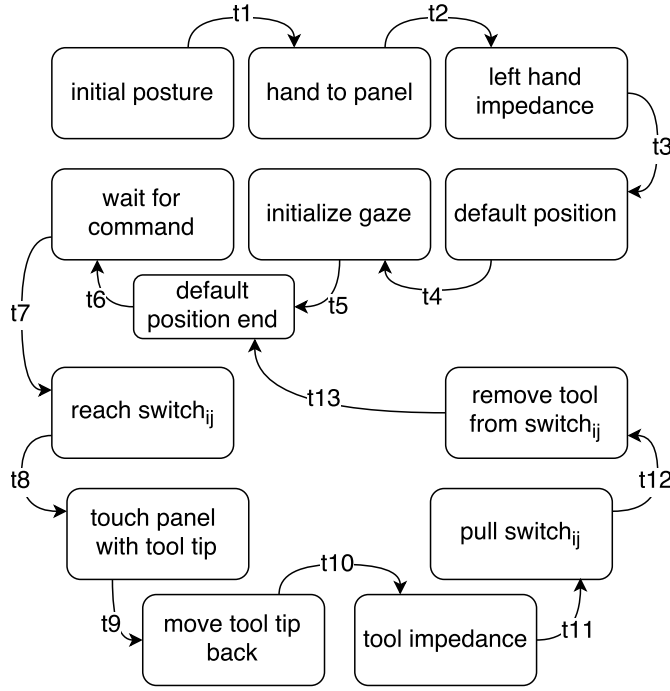 t1
t2
initial posture
hand to panel
left hand
impedance
t3
wait for
command
initialize gaze
default position
t7
t6
default
position end
t5
t4
reach switchij
t13
remove tool
from switchij
t8
t12
touch panel
with tool tip
pull switchij
t10
t9
move tool tip
back
tool impedance
t11